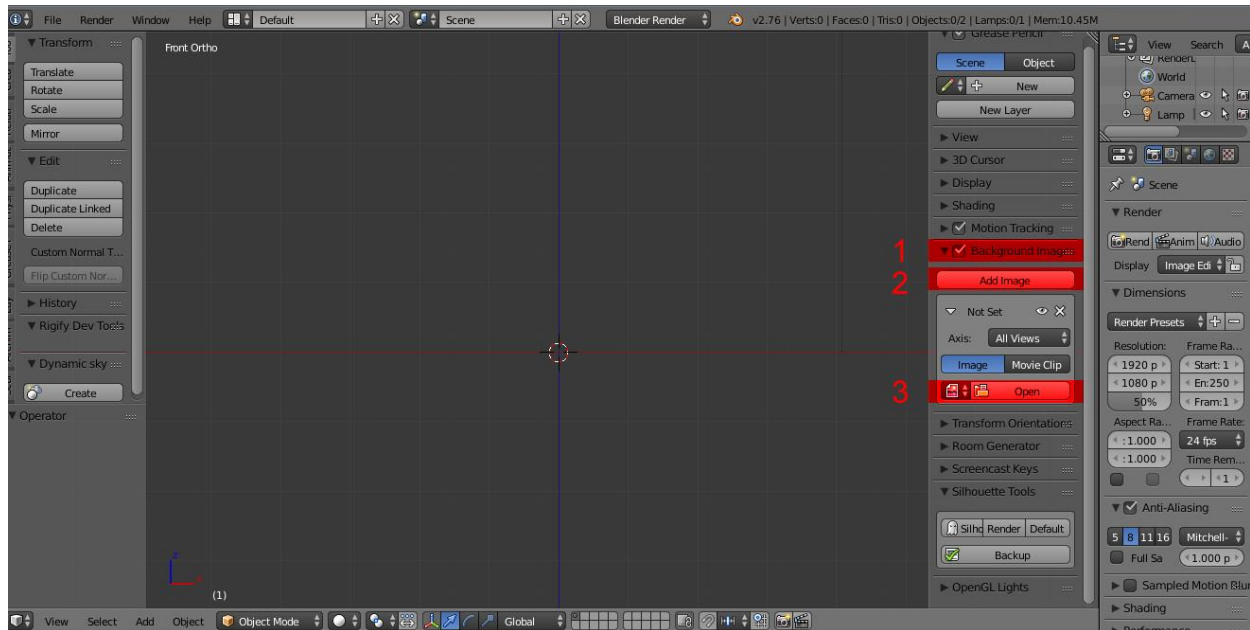 File Render Window Help Default Scene Blender Render v2.76 | Verts:0 | Faces:0 | Tris:0 | Objects:0/2 | Lamps:0/1 | Mem:10.45M
Transform
Translate
Rotate
Scale
Mirror
Edit
Duplicate
Duplicate Linked
Delete
Custom Normal T...
Flip Custom Nor...
History
Rigify Dev Tools
Dynamic sky
Create
Operator
Front Ortho
z
x
(1)
Grease Pencil
Scene Object
New
New Layer
View
3D Cursor
Display
Shading
Motion Tracking
1 Background Images
2 Add Image
Not Set
Axis: All Views
Image Movie Clip
3 Open
Transform Orientations
Room Generator
Screencast Keys
Silhouette Tools
Silho Render Default
Backup
OpenGL Lights
View Search A
RenderL
World
Camera
Lamp
Scene
Render
Rend Anim Audio
Display Image Edi
Dimensions
Render Presets
Resolution: Frame Ra...
1920 p Start: 1
1080 p En:250
50% Fram:1
Aspect Ra... Frame Rate:
:1.000 24 fps
:1.000 Time Rem...
1
Anti-Aliasing
5 8 11 16 Mitchell-
Full Sa 1.000 p
Sampled Motion Blur
Shading
Performance
View Select Add Object Object Mode Global